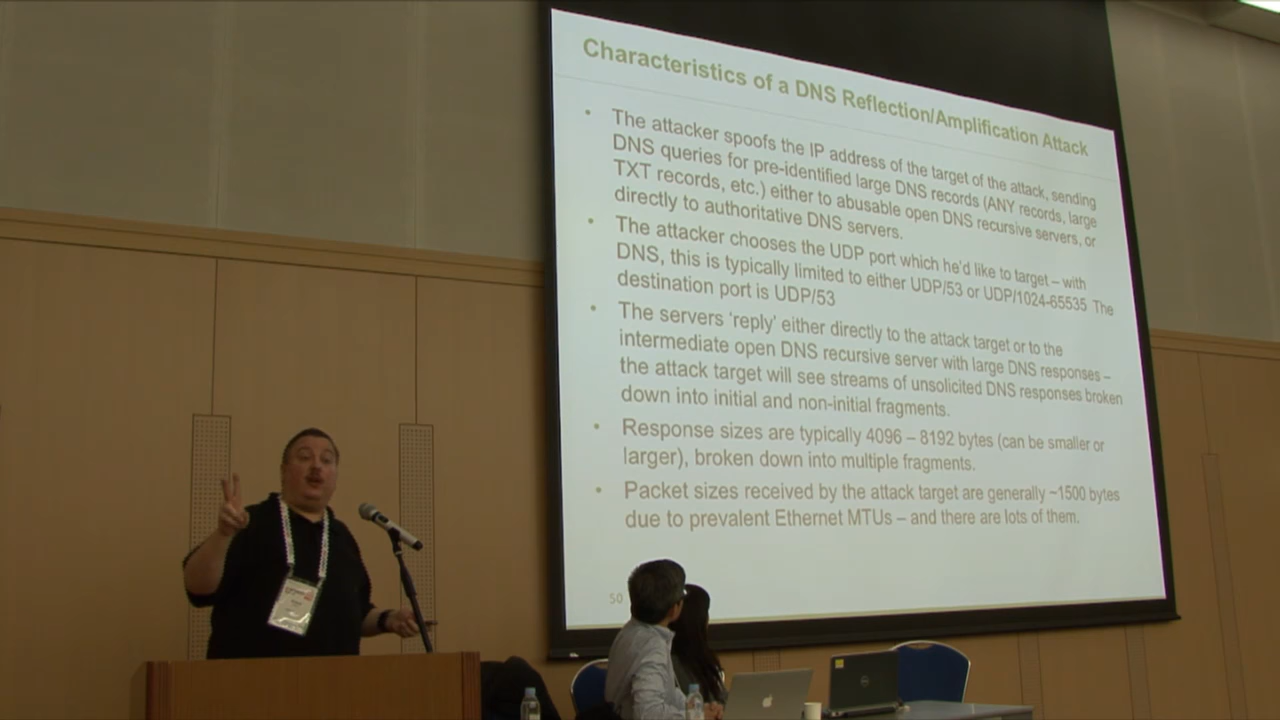 Characteristics of a DNS Reflection/Amplification Attack
• The attacker spoofs the IP address of the target of the attack, sending
DNS queries for pre-identified large DNS records (ANY records, large
TXT records, etc.) either to abusable open DNS recursive servers, or
directly to authoritative DNS servers.
• The attacker chooses the UDP port which he'd like to target – with
DNS, this is typically limited to either UDP/53 or UDP/1024-65535 The
destination port is UDP/53
• The servers ‘reply’ either directly to the attack target or to the
intermediate open DNS recursive server with large DNS responses –
the attack target will see streams of unsolicited DNS responses broken
down into initial and non-initial fragments.
• Response sizes are typically 4096 – 8192 bytes (can be smaller or
larger), broken down into multiple fragments.
• Packet sizes received by the attack target are generally ~1500 bytes
due to prevalent Ethernet MTUs – and there are lots of them.
50